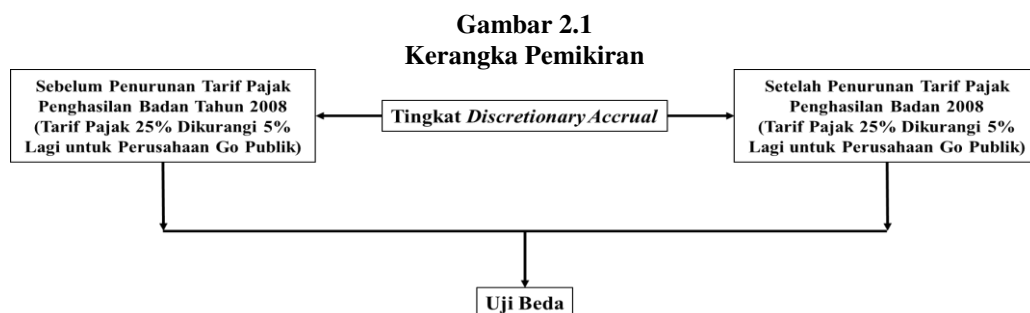 Gambar 2.1
Kerangka Pemikiran
Sebelum Penurunan Tarif Pajak
Penghasilan Badan Tahun 2008
(Tarif Pajak 25% Dikurangi 5%
Lagi untuk Perusahaan Go Publik)
Tingkat Discretionary Accrual
Setelah Penurunan Tarif Pajak
Penghasilan Badan 2008
(Tarif Pajak 25% Dikurangi 5%
Lagi untuk Perusahaan Go Publik)
Uji Beda